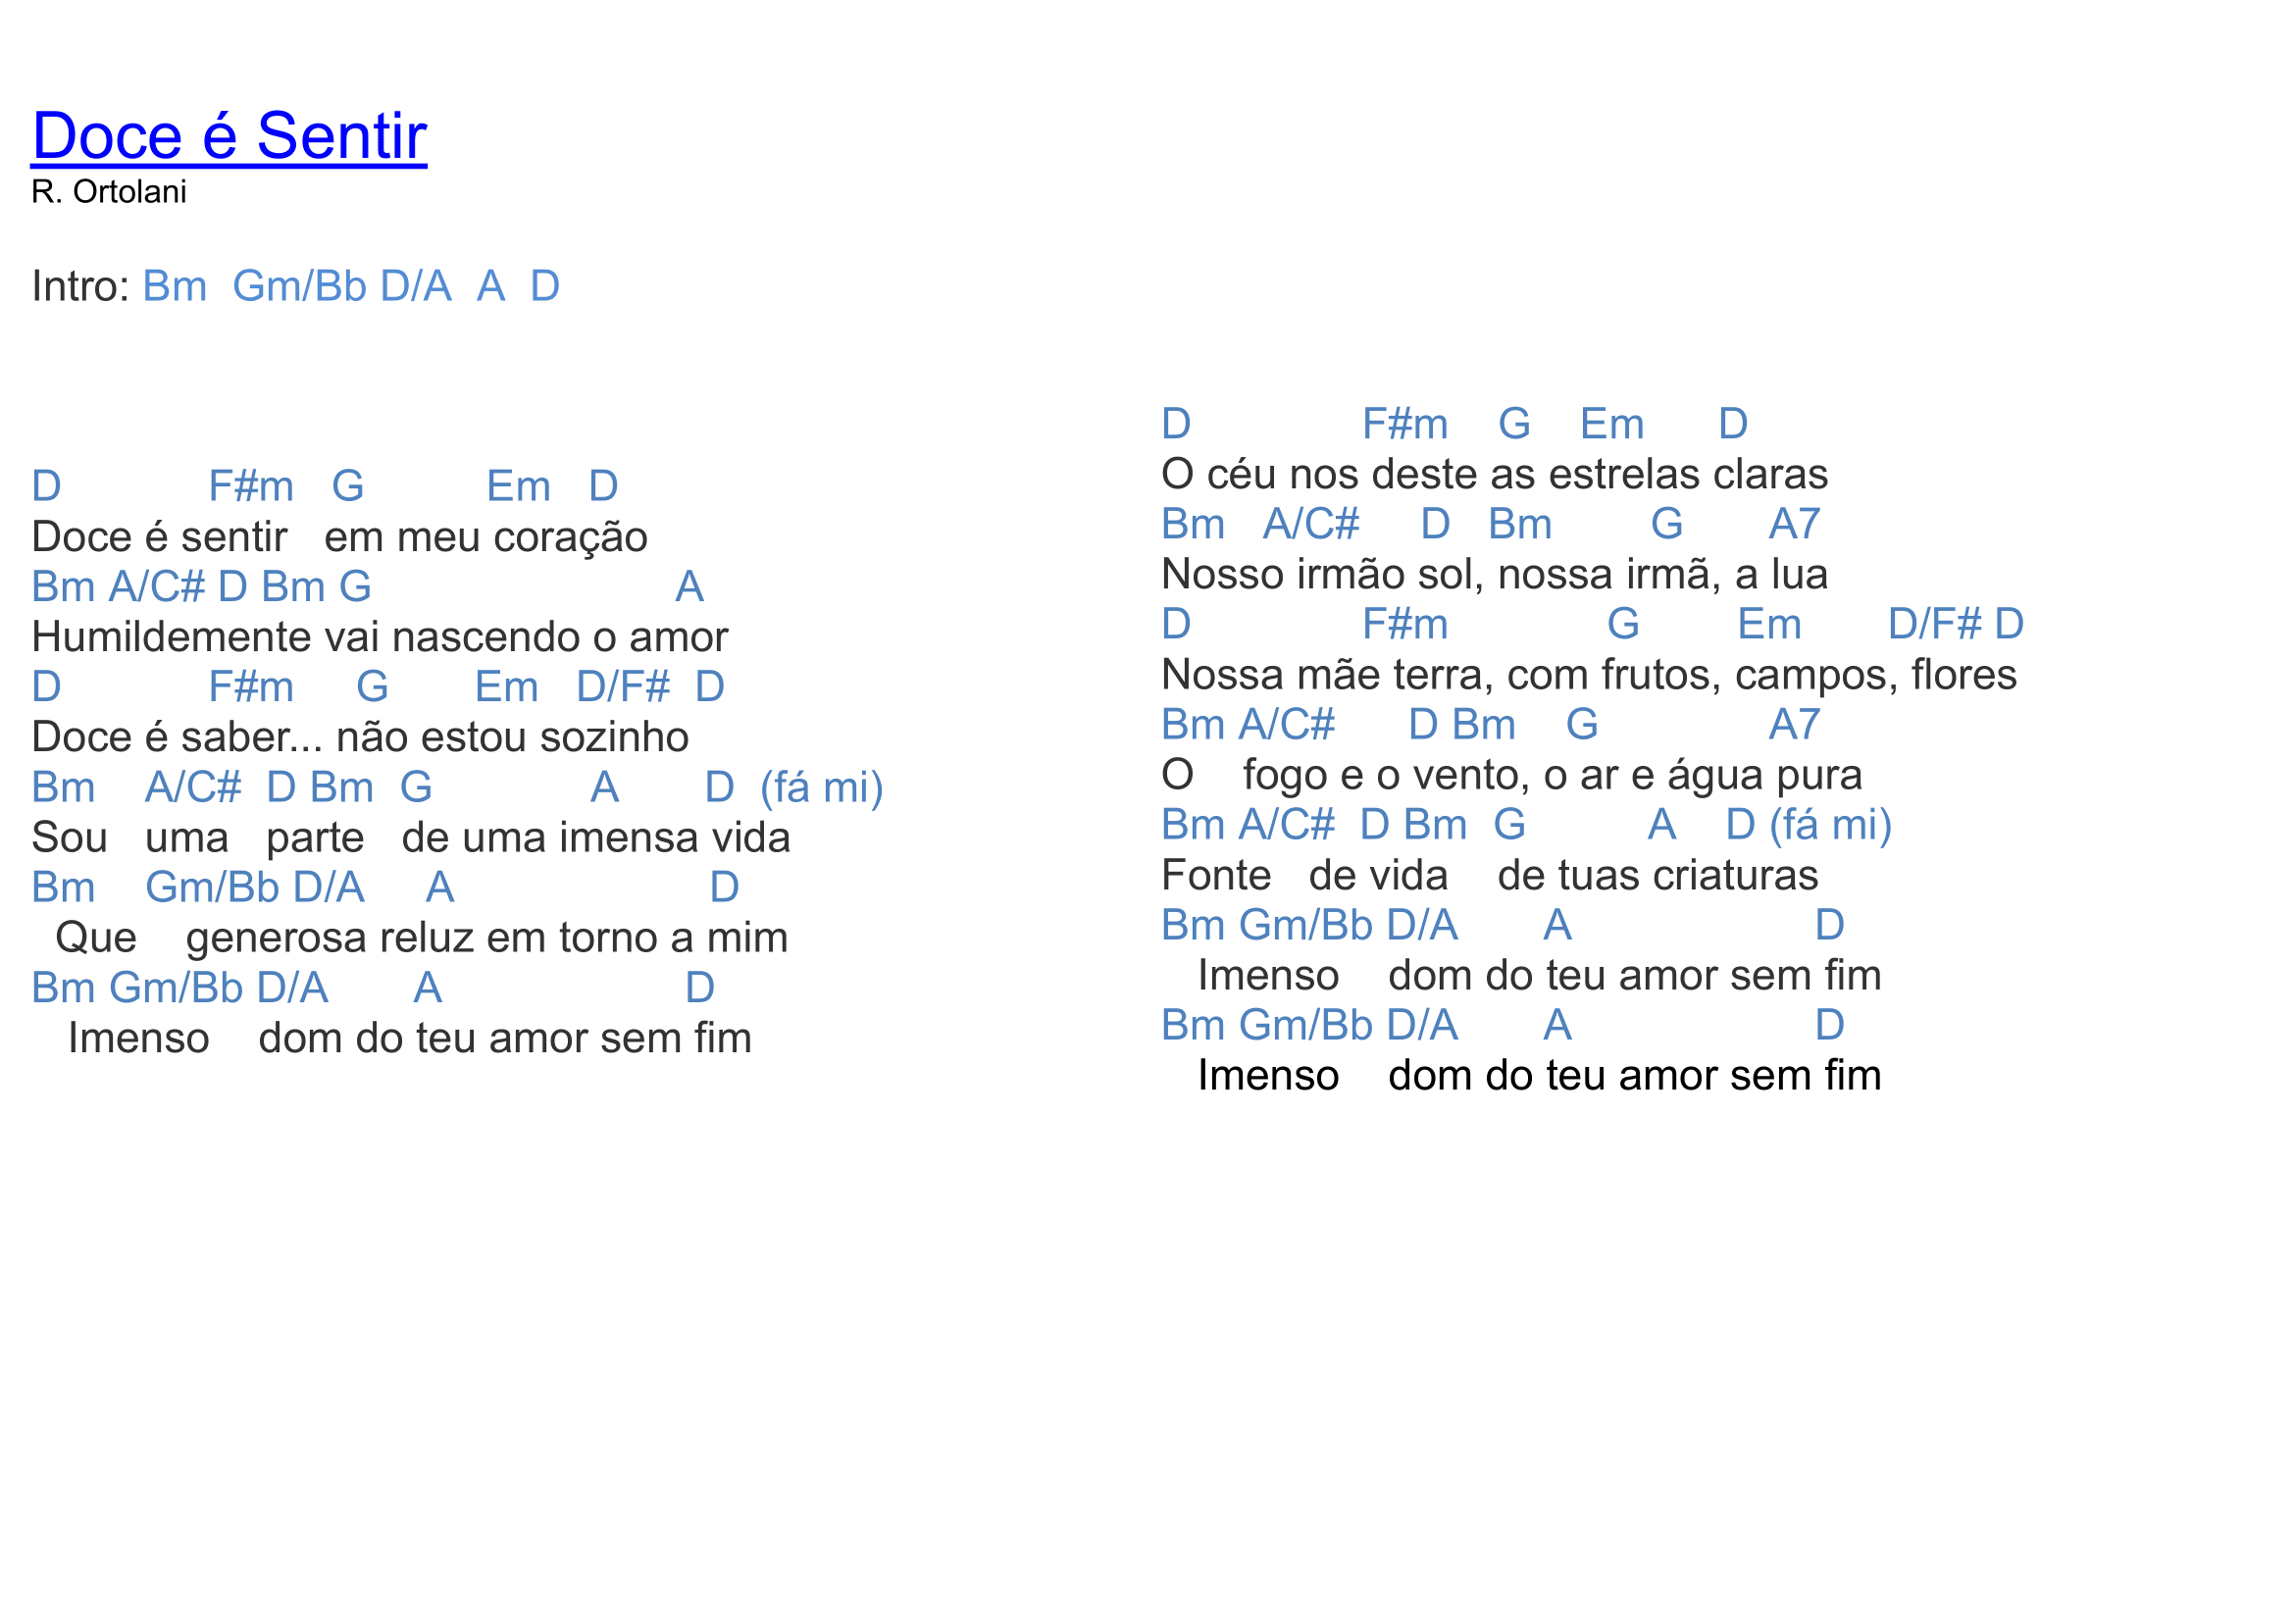 Doce é Sentir
R. Ortolani
Intro: Bm  Gm/Bb D/A  A  D
D            F#m   G          Em   D
Doce é sentir   em meu coração
Bm A/C# D Bm G                         A
Humildemente vai nascendo o amor
D            F#m     G       Em   D/F#  D
Doce é saber... não estou sozinho
Bm    A/C#  D Bm  G             A       D  (fá mi)
Sou   uma   parte   de uma imensa vida
Bm    Gm/Bb D/A     A                     D
  Que    generosa reluz em torno a mim
Bm Gm/Bb D/A       A                    D
   Imenso    dom do teu amor sem fim
D              F#m    G    Em      D
O céu nos deste as estrelas claras
Bm   A/C#     D   Bm        G       A7
Nosso irmão sol, nossa irmã, a lua
D              F#m             G        Em       D/F# D
Nossa mãe terra, com frutos, campos, flores
Bm A/C#      D Bm    G              A7
O    fogo e o vento, o ar e água pura
Bm A/C#  D Bm  G          A    D (fá mi)
Fonte   de vida    de tuas criaturas
Bm Gm/Bb D/A       A                    D
   Imenso    dom do teu amor sem fim
Bm Gm/Bb D/A       A                    D
   Imenso    dom do teu amor sem fim